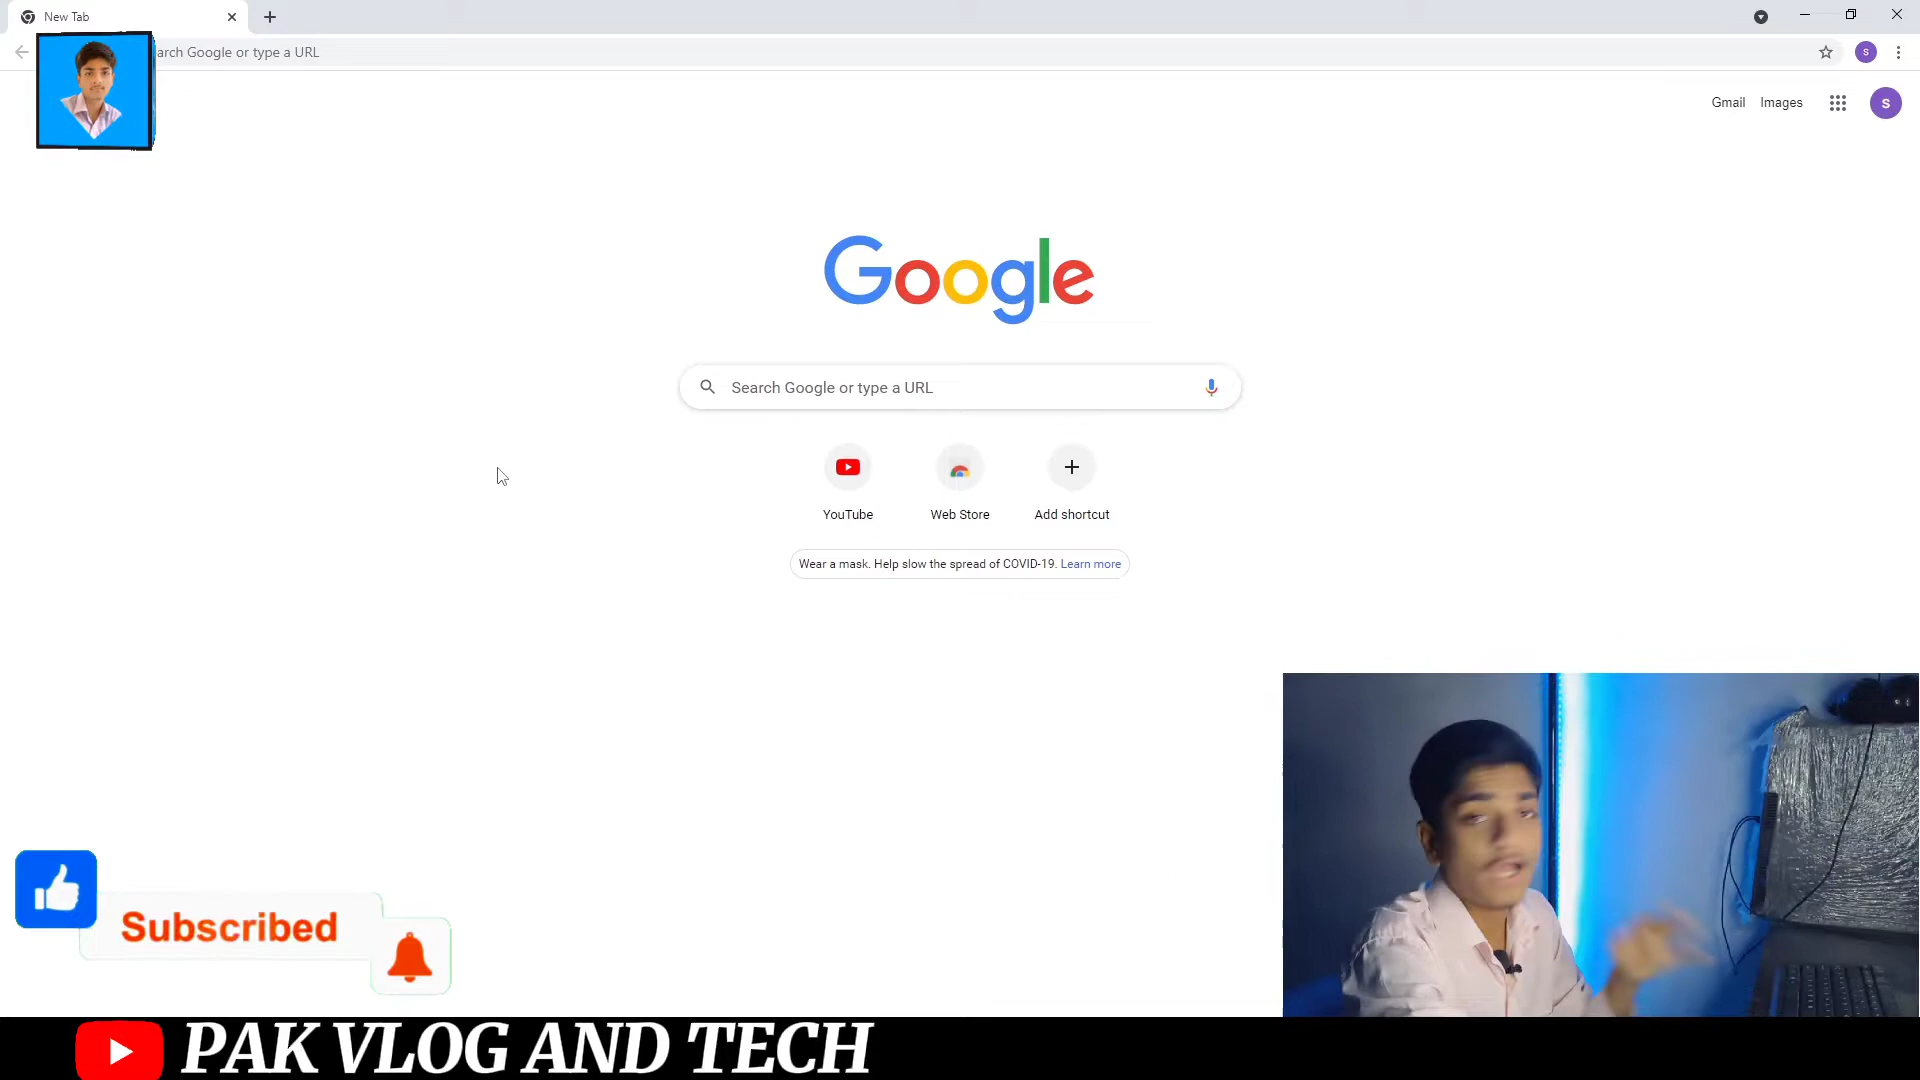 New Tab
arch Google or type a URL
Gmail Images
S
S
Google
Search Google or type a URL
YouTube Web Store Add shortcut
Wear a mask. Help slow the spread of COVID-19. Learn more
Subscribed
PAK VLOG AND TECH